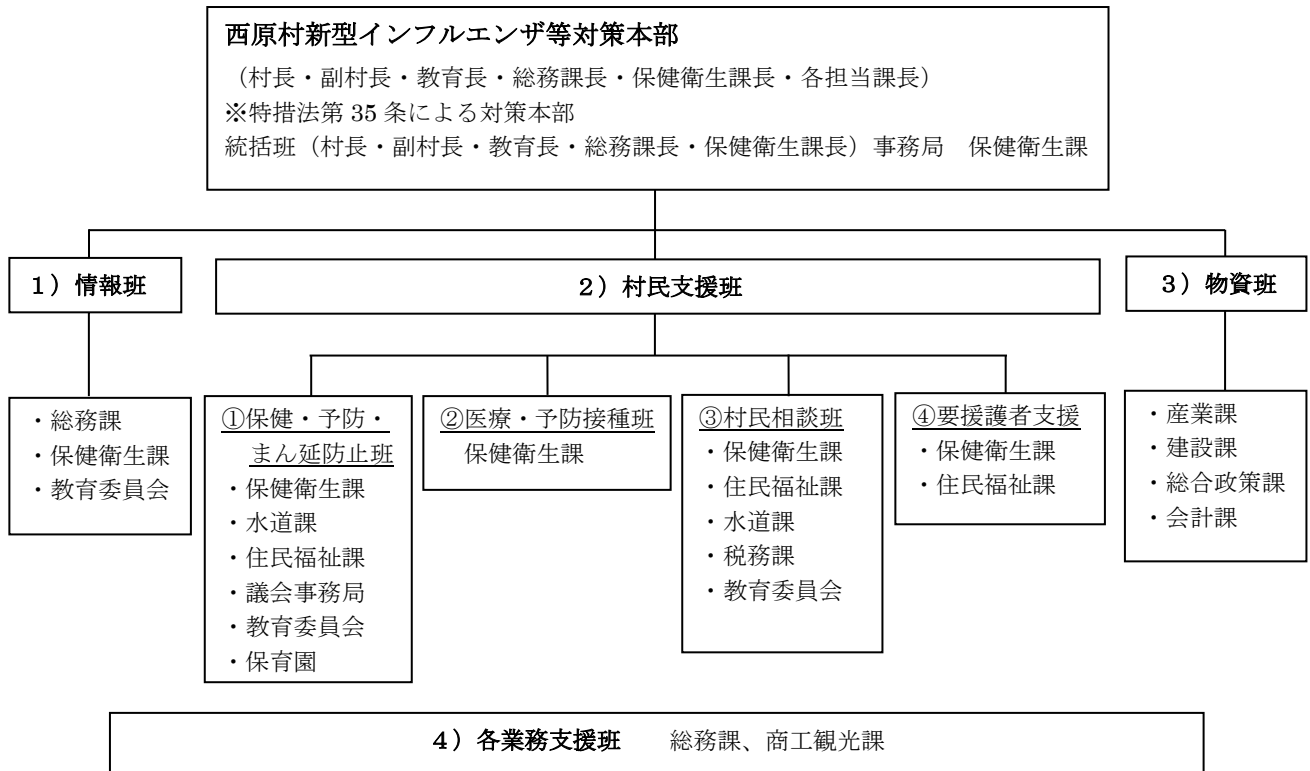 西原村新型インフルエンザ等対策本部
（村長・副村長・教育長・総務課長・保健衛生課長・各担当課長）
※特措法第 35 条による対策本部
統括班（村長・副村長・教育長・総務課長・保健衛生課長）事務局　保健衛生課
１）情報班
２）村民支援班
３）物資班
・総務課
・保健衛生課
・教育委員会
①保健・予防・
まん延防止班
・保健衛生課
・水道課
・住民福祉課
・議会事務局
・教育委員会
・保育園
②医療・予防接種班
保健衛生課
③村民相談班
・保健衛生課
・住民福祉課
・水道課
・税務課
・教育委員会
④要援護者支援
・保健衛生課
・住民福祉課
・産業課
・建設課
・総合政策課
・会計課
４）各業務支援班　　総務課、商工観光課